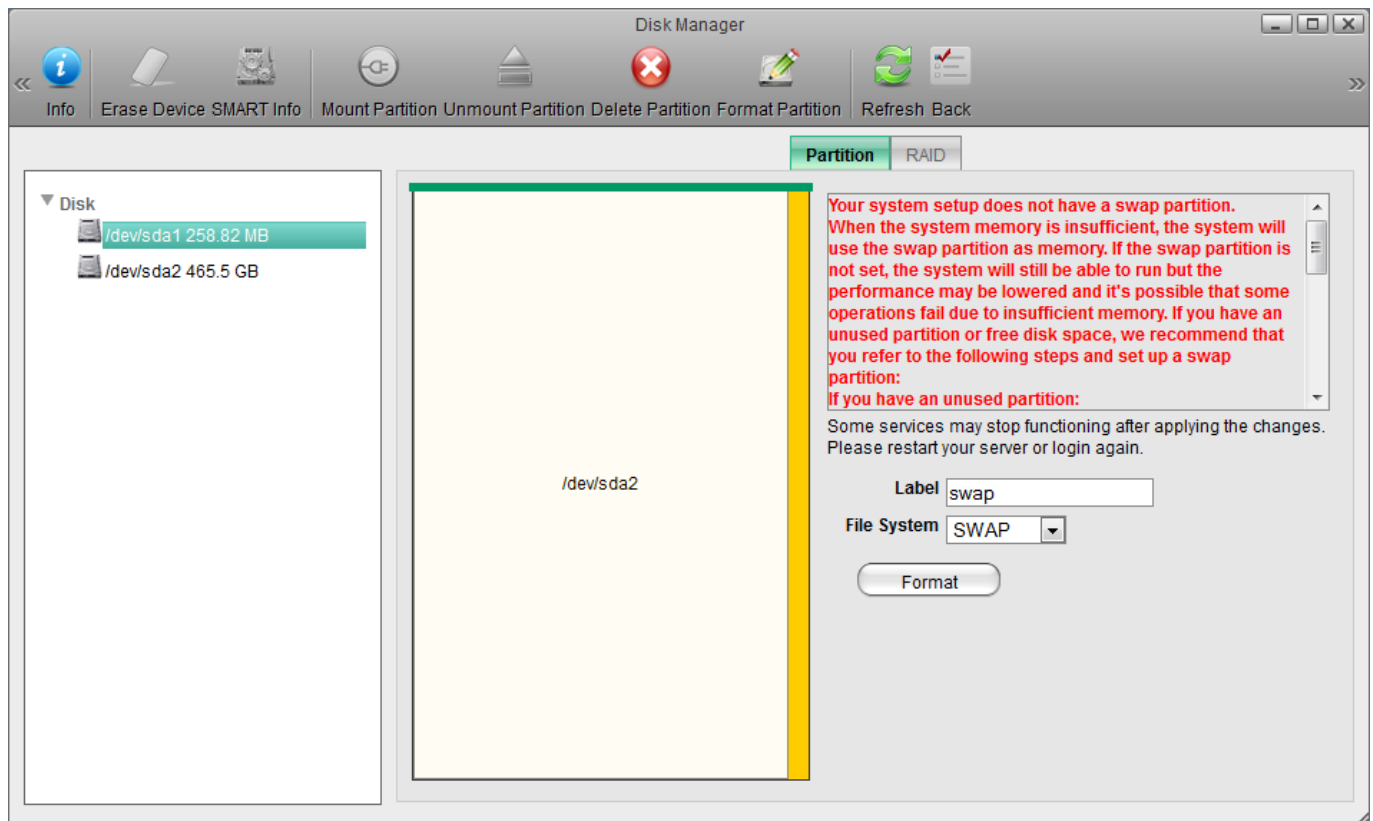 Disk Manager
Info Erase Device SMART Info Mount Partition Unmount Partition Delete Partition Format Partition Refresh Back
Partition RAID
Disk
/dev/sda1 258.82 MB
/dev/sda2 465.5 GB
/dev/sda2
Your system setup does not have a swap partition.
When the system memory is insufficient, the system will
use the swap partition as memory. If the swap partition is
not set, the system will still be able to run but the
performance may be lowered and it's possible that some
operations fail due to insufficient memory. If you have an
unused partition or free disk space, we recommend that
you refer to the following steps and set up a swap
partition:
If you have an unused partition:
Some services may stop functioning after applying the changes.
Please restart your server or login again.
Label swap
File System SWAP
Format